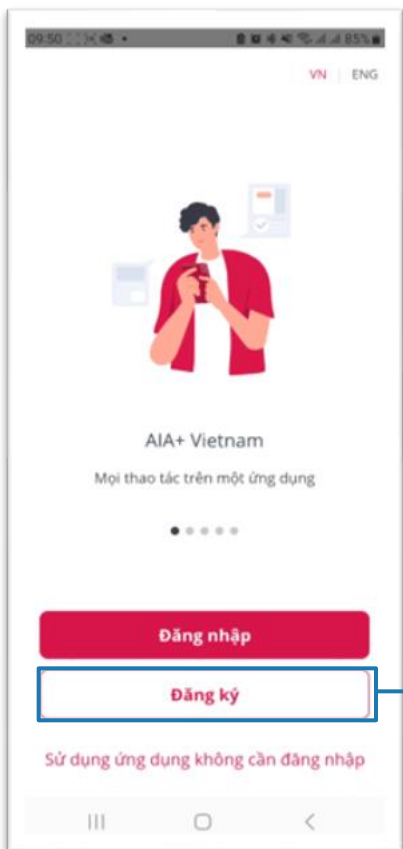 09:50
85%
VN | ENG
AIA+ Vietnam
Mọi thao tác trên một ứng dụng
Đăng nhập
Đăng ký
Sử dụng ứng dụng không cần đăng nhập